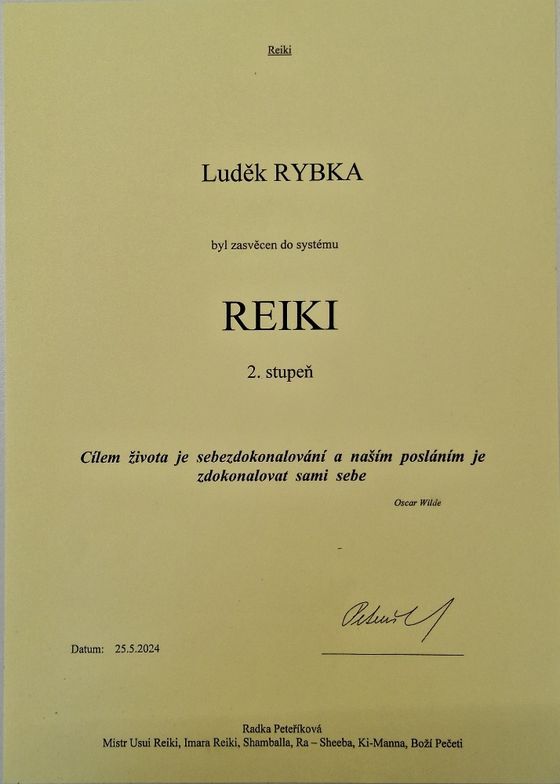 Reiki
Luděk RYBKA
byl zasvěcen do systému
REIKI
2. stupeň
Cílem života je sebezdokonalování a naším posláním je
zdokonalovat sami sebe
Oscar Wilde
Datum: 25.5.2024
Radka Peteříková
Mistr Usui Reiki, Imara Reiki, Shamballa, Ra – Sheeba, Ki-Manna, Boží Pečeti